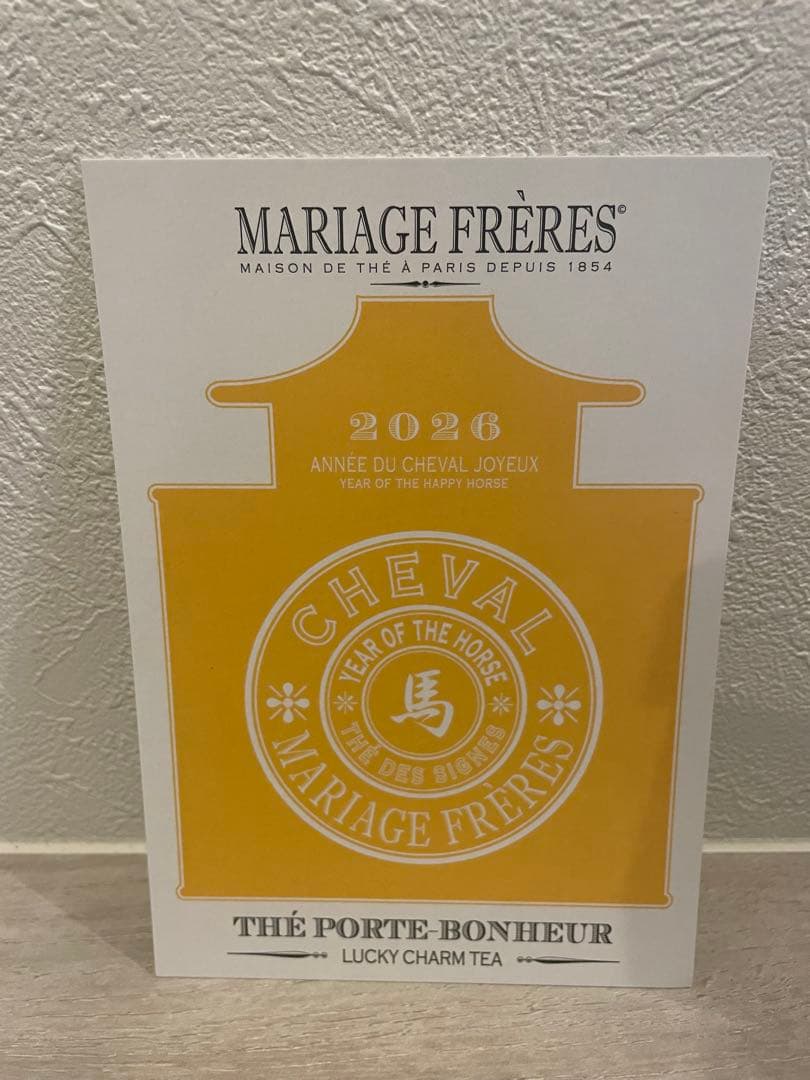 MARIAGE FRÈRES©
MAISON DE THÉ À PARIS DEPUIS 1854
2026
ANNÉE DU CHEVAL JOYEUX
YEAR OF THE HAPPY HORSE
CHEVAL
YEAR OF THE HORSE
馬
THÉ DES SIGNES
MARIAGE FRÈRES
THÉ PORTE-BONHEUR
LUCKY CHARM TEA